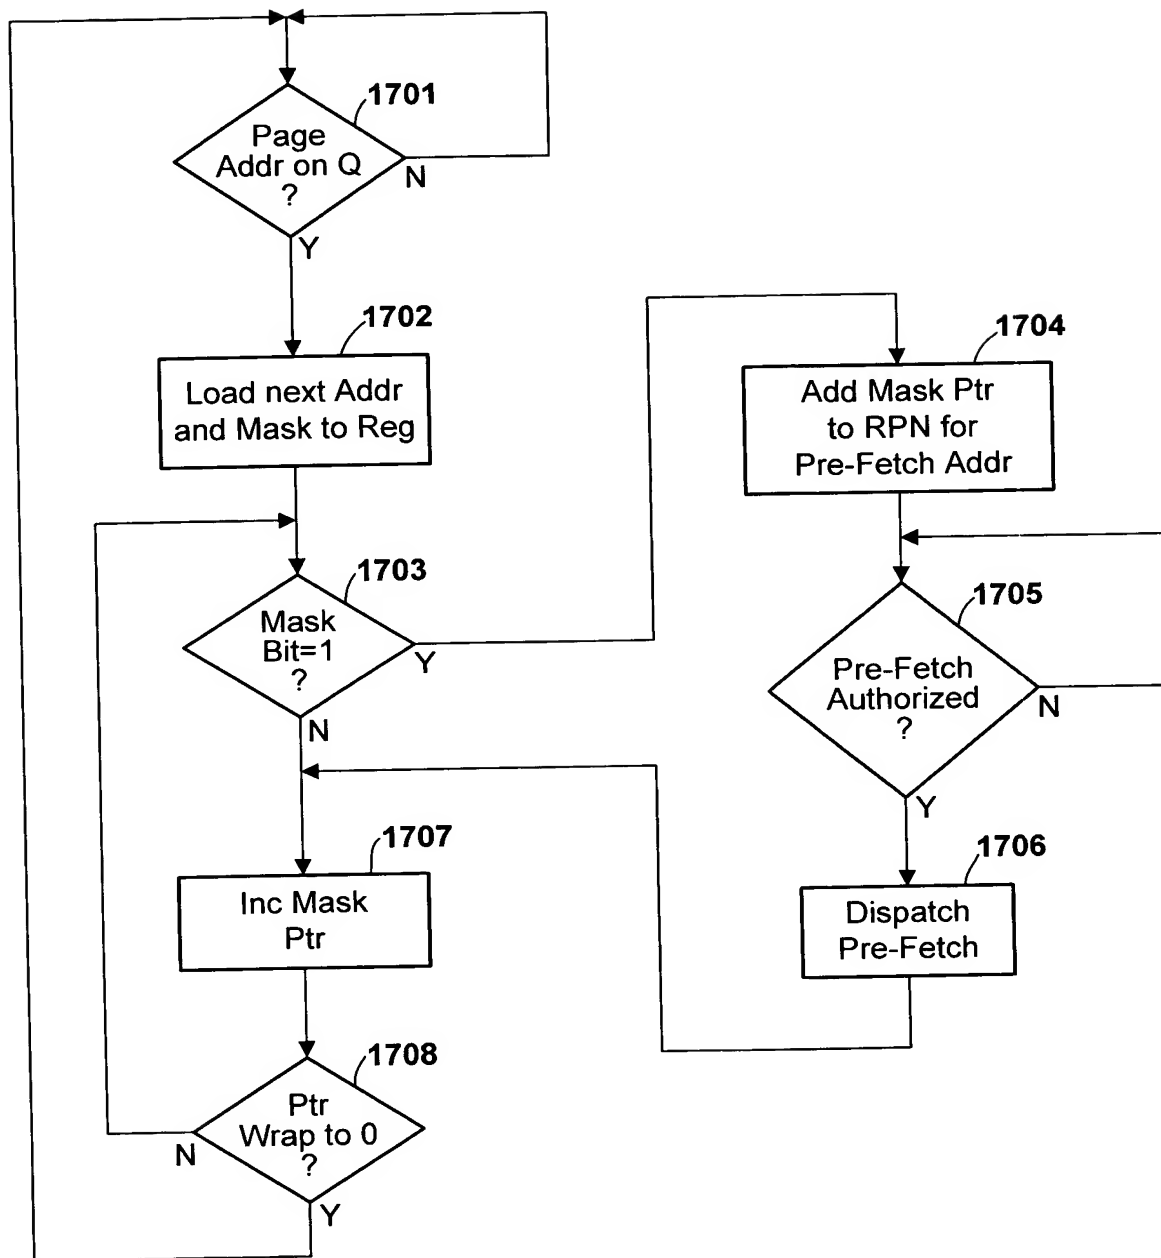 1701
Page
Addr on Q
?
N
Y
1702
Load next Addr
and Mask to Reg
1703
Mask
Bit=1
?
Y
N
1704
Add Mask Ptr
to RPN for
Pre-Fetch Addr
1705
Pre-Fetch
Authorized
?
N
Y
1706
Dispatch
Pre-Fetch
1707
Inc Mask
Ptr
1708
Ptr
Wrap to 0
?
N
Y